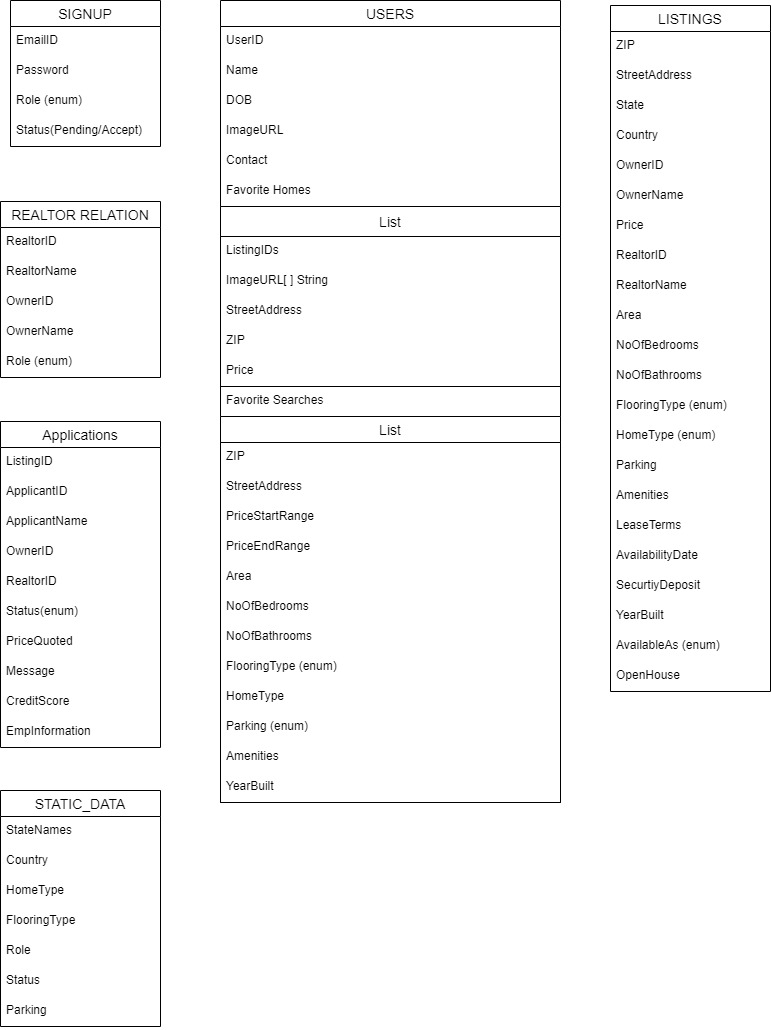 SIGNUP
EmailID
Password
Role (enum)
Status(Pending/Accept)
REALTOR RELATION
RealtorID
RealtorName
OwnerID
OwnerName
Role (enum)
Applications
ListingID
ApplicantID
ApplicantName
OwnerID
RealtorID
Status(enum)
PriceQuoted
Message
CreditScore
EmpInformation
STATIC_DATA
StateNames
Country
HomeType
FlooringType
Role
Status
Parking
USERS
UserID
Name
DOB
ImageURL
Contact
Favorite Homes
List
ListingIDs
ImageURL[ ] String
StreetAddress
ZIP
Price
Favorite Searches
List
ZIP
StreetAddress
PriceStartRange
PriceEndRange
Area
NoOfBedrooms
NoOfBathrooms
FlooringType (enum)
HomeType
Parking (enum)
Amenities
YearBuilt
LISTINGS
ZIP
StreetAddress
State
Country
OwnerID
OwnerName
Price
RealtorID
RealtorName
Area
NoOfBedrooms
NoOfBathrooms
FlooringType (enum)
HomeType (enum)
Parking
Amenities
LeaseTerms
AvailabilityDate
SecurtiyDeposit
YearBuilt
AvailableAs (enum)
OpenHouse